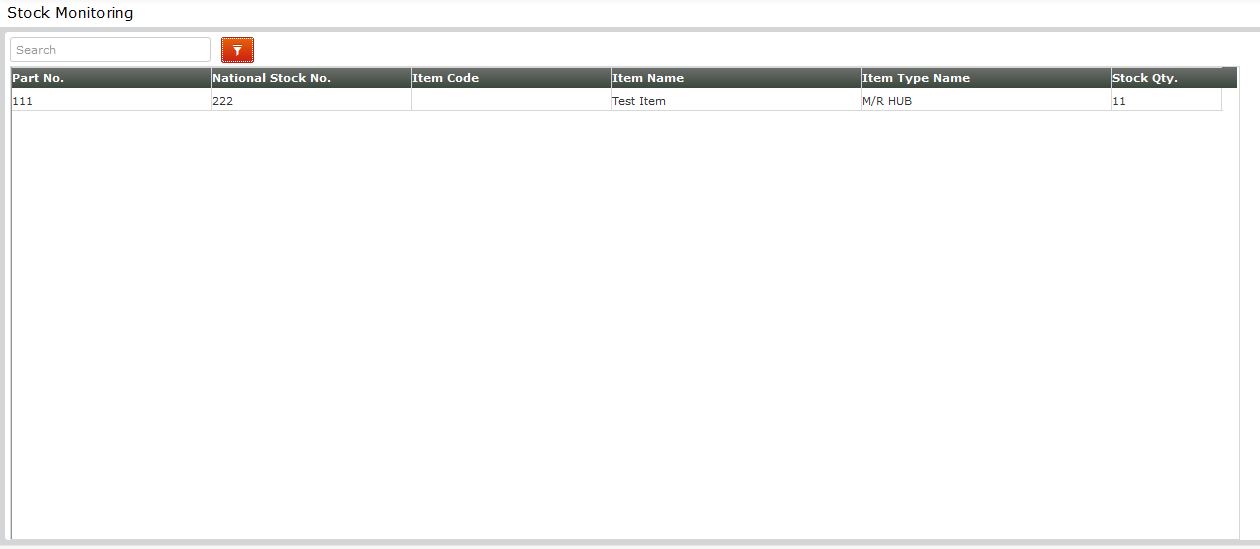 Stock Monitoring
Search
Part No. National Stock No. Item Code Item Name Item Type Name Stock Qty.
111 222 Test Item M/R HUB 11